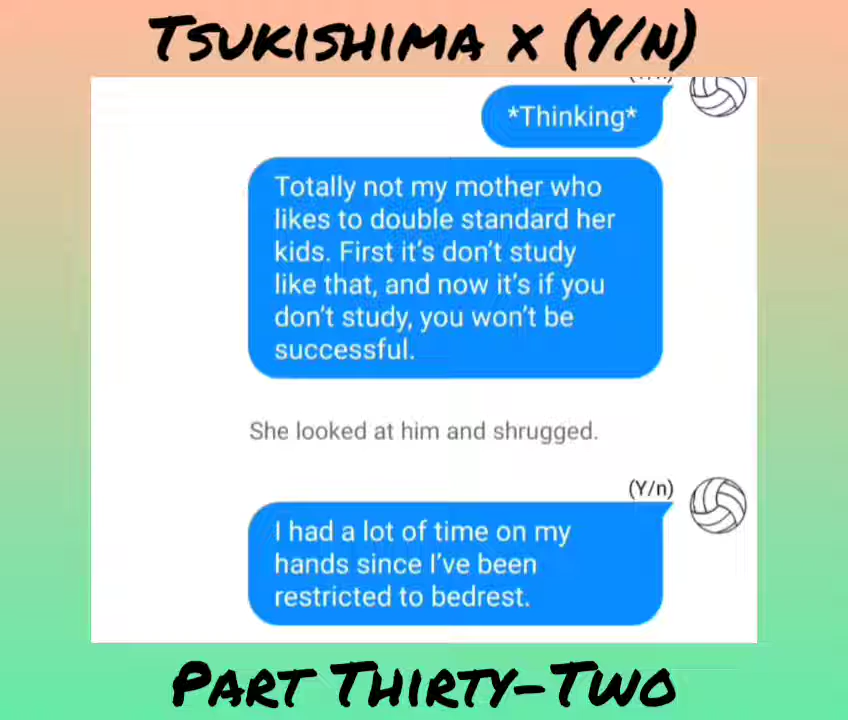 Tsukishima x (Y/n)
*Thinking*
Totally not my mother who
likes to double standard her
kids. First it's don't study
like that, and now it's if you
don't study, you won't be
successful.
She looked at him and shrugged.
(Y/n)
I had a lot of time on my
hands since I've been
restricted to bedrest.
Part Thirty-Two